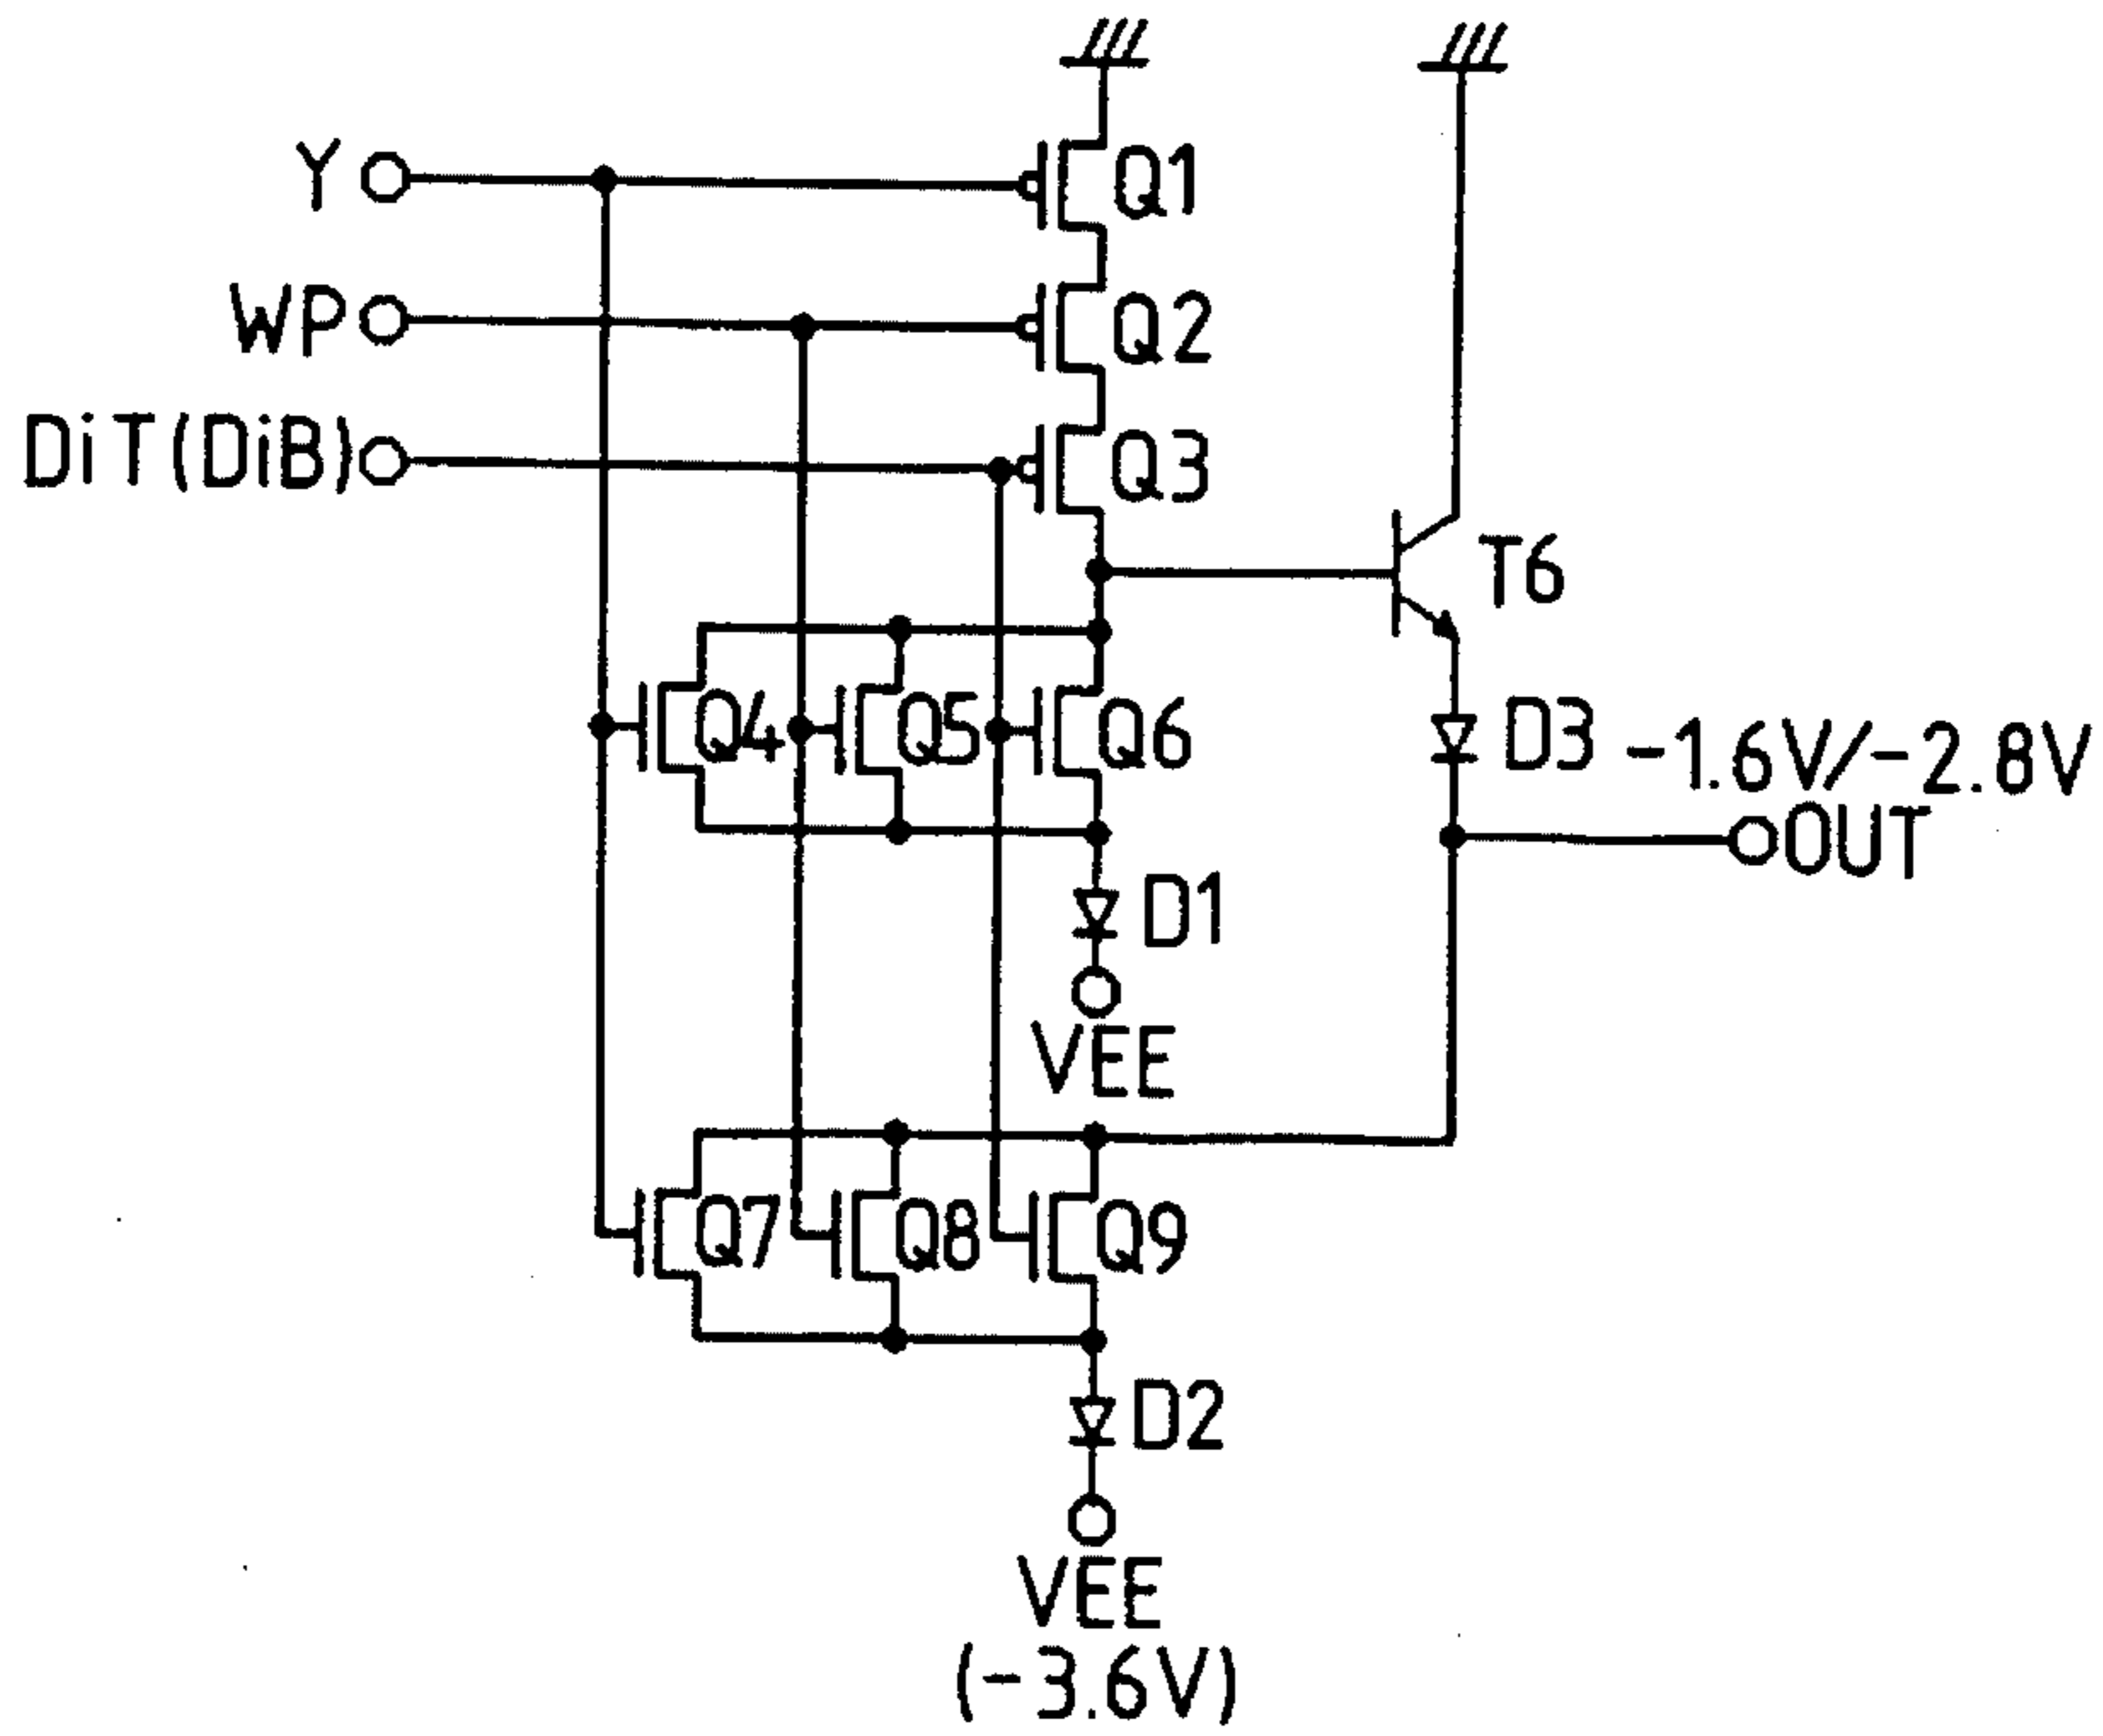 Y
Q1
WP
Q2
DiT(DiB)
Q3
T6
Q4
Q5
Q6
D3
-1.6V/-2.8V
OUT
D1
VEE
Q7
Q8
Q9
D2
VEE
(-3.6V)